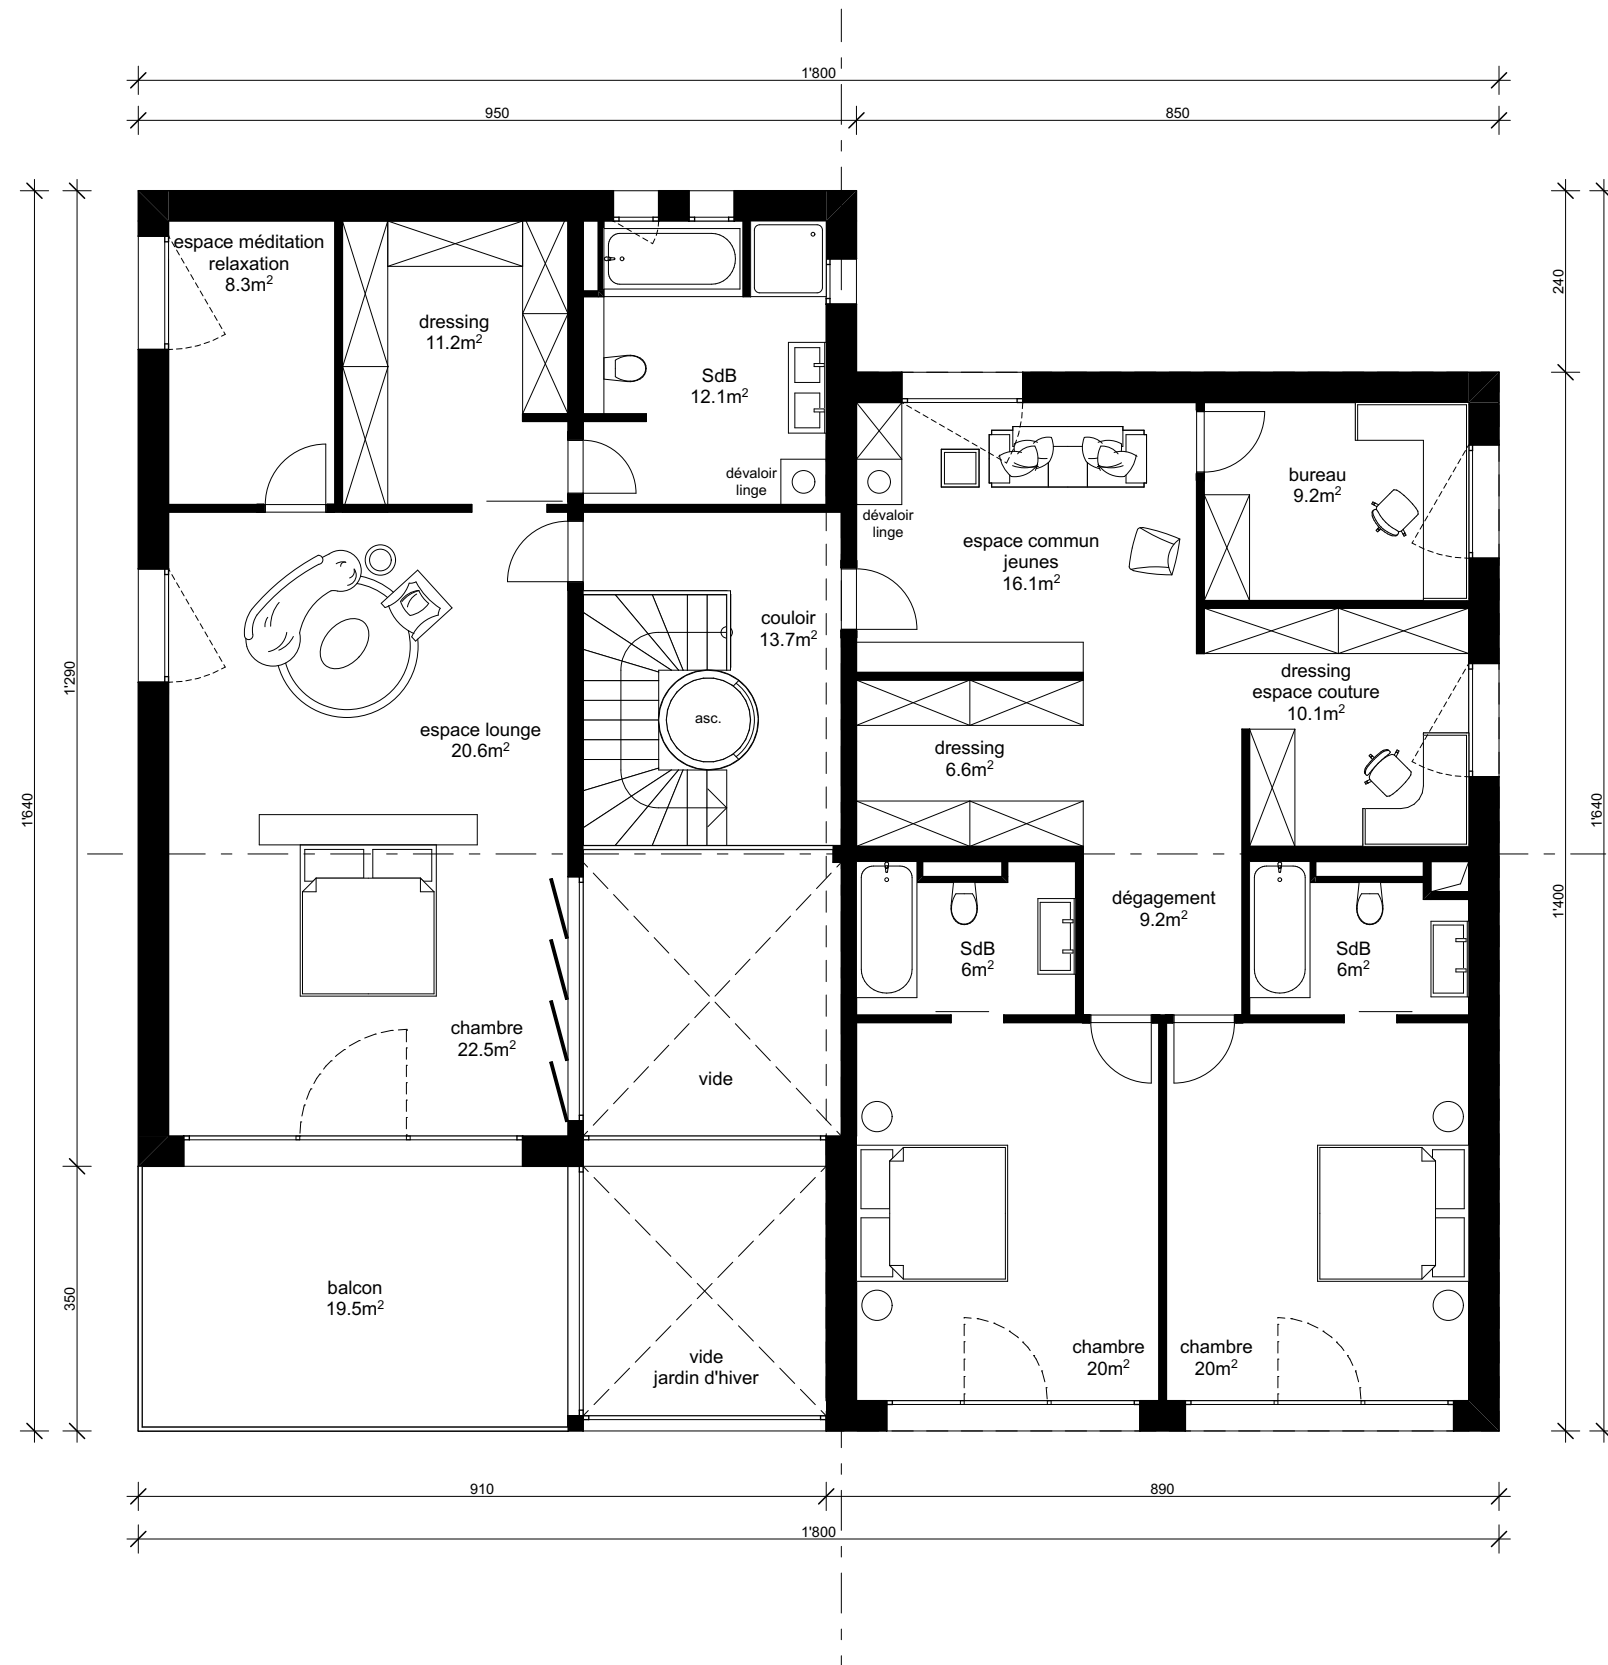 1'800
950
850
240
1'290
1'640
1'640
1'400
350
espace méditation
relaxation
8.3m²
dressing
11.2m²
SdB
12.1m²
dévaloir
linge
dévaloir
linge
espace commun
jeunes
16.1m²
bureau
9.2m²
couloir
13.7m²
asc.
espace lounge
20.6m²
dressing
6.6m²
dressing
espace couture
10.1m²
dégagement
9.2m²
SdB
6m²
SdB
6m²
chambre
22.5m²
vide
balcon
19.5m²
vide
jardin d'hiver
chambre
20m²
chambre
20m²
910
890
1'800